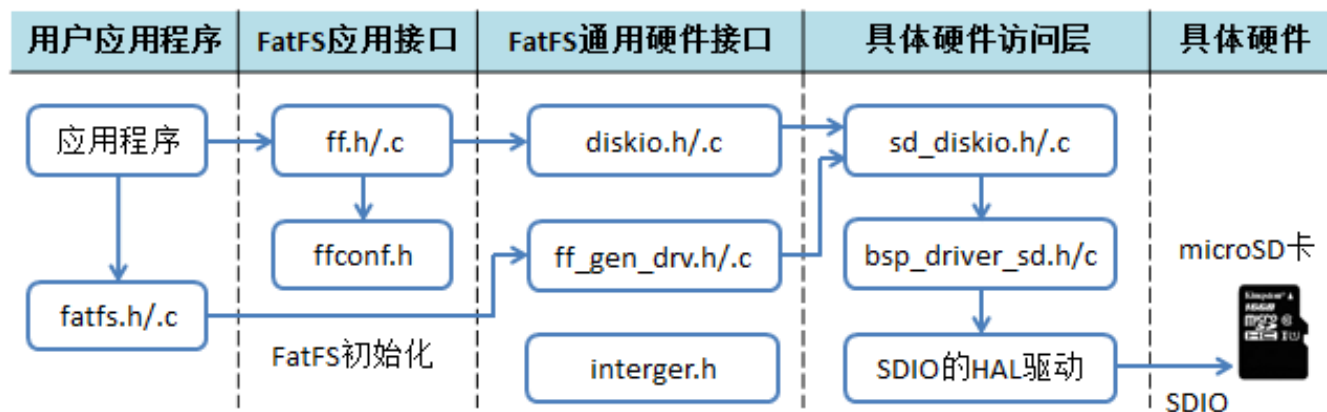 用户应用程序 FatFS应用接口 FatFS通用硬件接口 具体硬件访问层 具体硬件
应用程序 ff.h/.c diskio.h/.c sd_diskio.h/.c
ffconf.h ff_gen_drv.h/.c bsp_driver_sd.h/c microSD卡
fatfs.h/.c
FatFS初始化 interger.h SDIO的HAL驱动
SDIO
micro